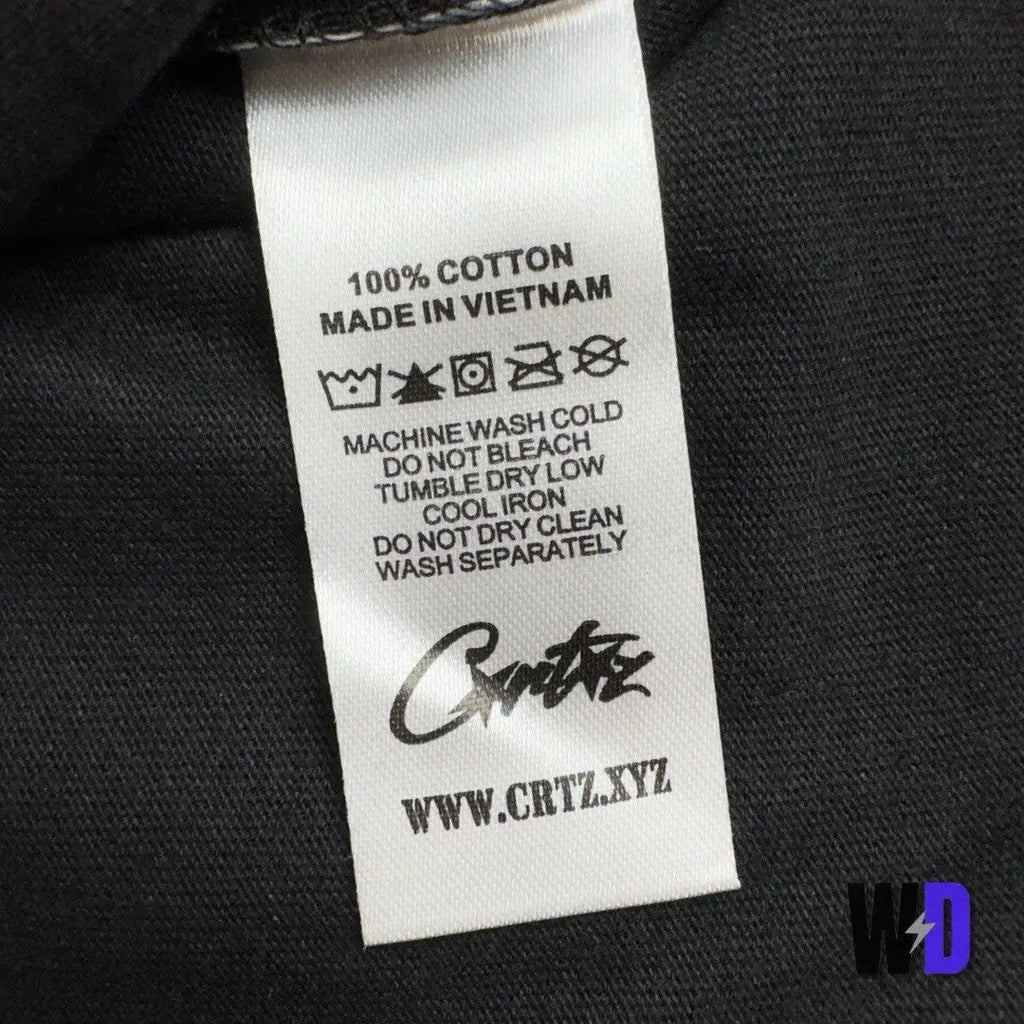 100% COTTON
MADE IN VIETNAM
MACHINE WASH COLD
DO NOT BLEACH
TUMBLE DRY LOW
COOL IRON
DO NOT DRY CLEAN
WASH SEPARATELY
Crtz
WWW.CRTZ.XYZ
WD